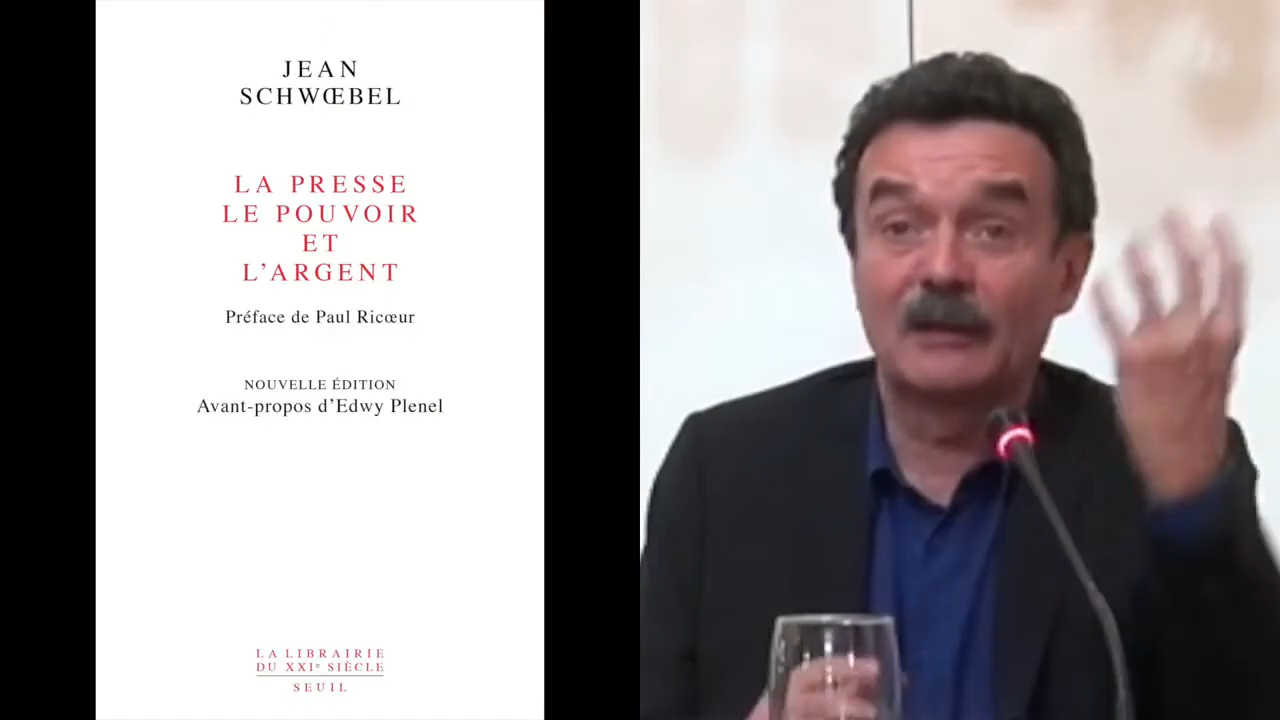 JEAN
SCHWŒBEL
LA PRESSE
LE POUVOIR
ET
L'ARGENT
Préface de Paul Ricœur
NOUVELLE ÉDITION
Avant-propos d'Edwy Plenel
LA LIBRAIRIE
DU XXIe SIÈCLE
SEUIL